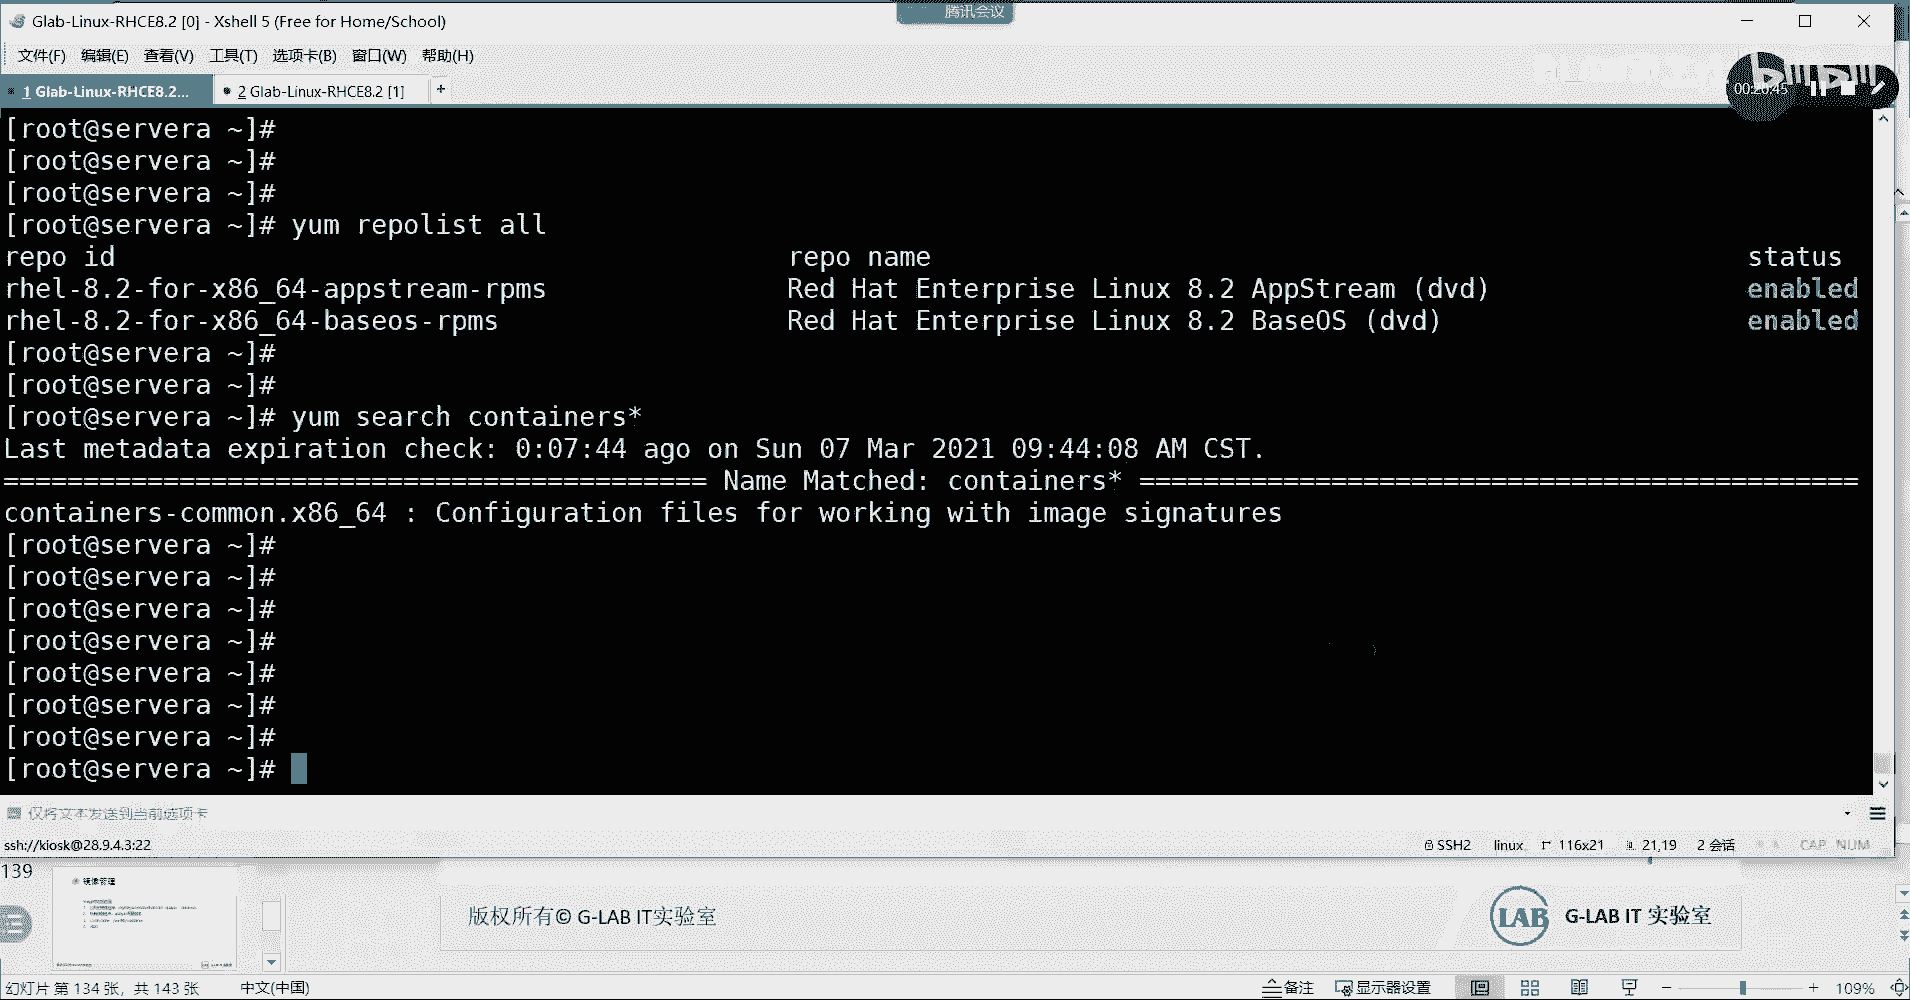 Glab-Linux-RHCE8.2 [0] - Xshell 5 (Free for Home/School)
腾讯会议
文件(F) 编辑(E) 查看(V) 工具(T) 选项卡(B) 窗口(W) 帮助(H)
1 Glab-Linux-RHCE8.2... 2 Glab-Linux-RHCE8.2 [1] +
00:20:45
[root@servera ~]#
[root@servera ~]#
[root@servera ~]#
[root@servera ~]# yum repolist all
repo id repo name status
rhel-8.2-for-x86_64-appstream-rpms Red Hat Enterprise Linux 8.2 AppStream (dvd) enabled
rhel-8.2-for-x86_64-baseos-rpms Red Hat Enterprise Linux 8.2 BaseOS (dvd) enabled
[root@servera ~]#
[root@servera ~]#
[root@servera ~]# yum search containers*
Last metadata expiration check: 0:07:44 ago on Sun 07 Mar 2021 09:44:08 AM CST.
============================================ Name Matched: containers* =============================================
containers-common.x86_64 : Configuration files for working with image signatures
[root@servera ~]#
[root@servera ~]#
[root@servera ~]#
[root@servera ~]#
[root@servera ~]#
[root@servera ~]#
[root@servera ~]#
[root@servera ~]#
仅将文本发送到当前选项卡
ssh://kiosk@28.9.4.3:22 SSH2 linux 116x21 21,19 2 会话 CAP NUM
139
镜像管理
版权所有© G-LAB IT实验室
LAB G-LAB IT 实验室
幻灯片 第 134 张，共 143 张 中文(中国) 备注 显示器设置 109%